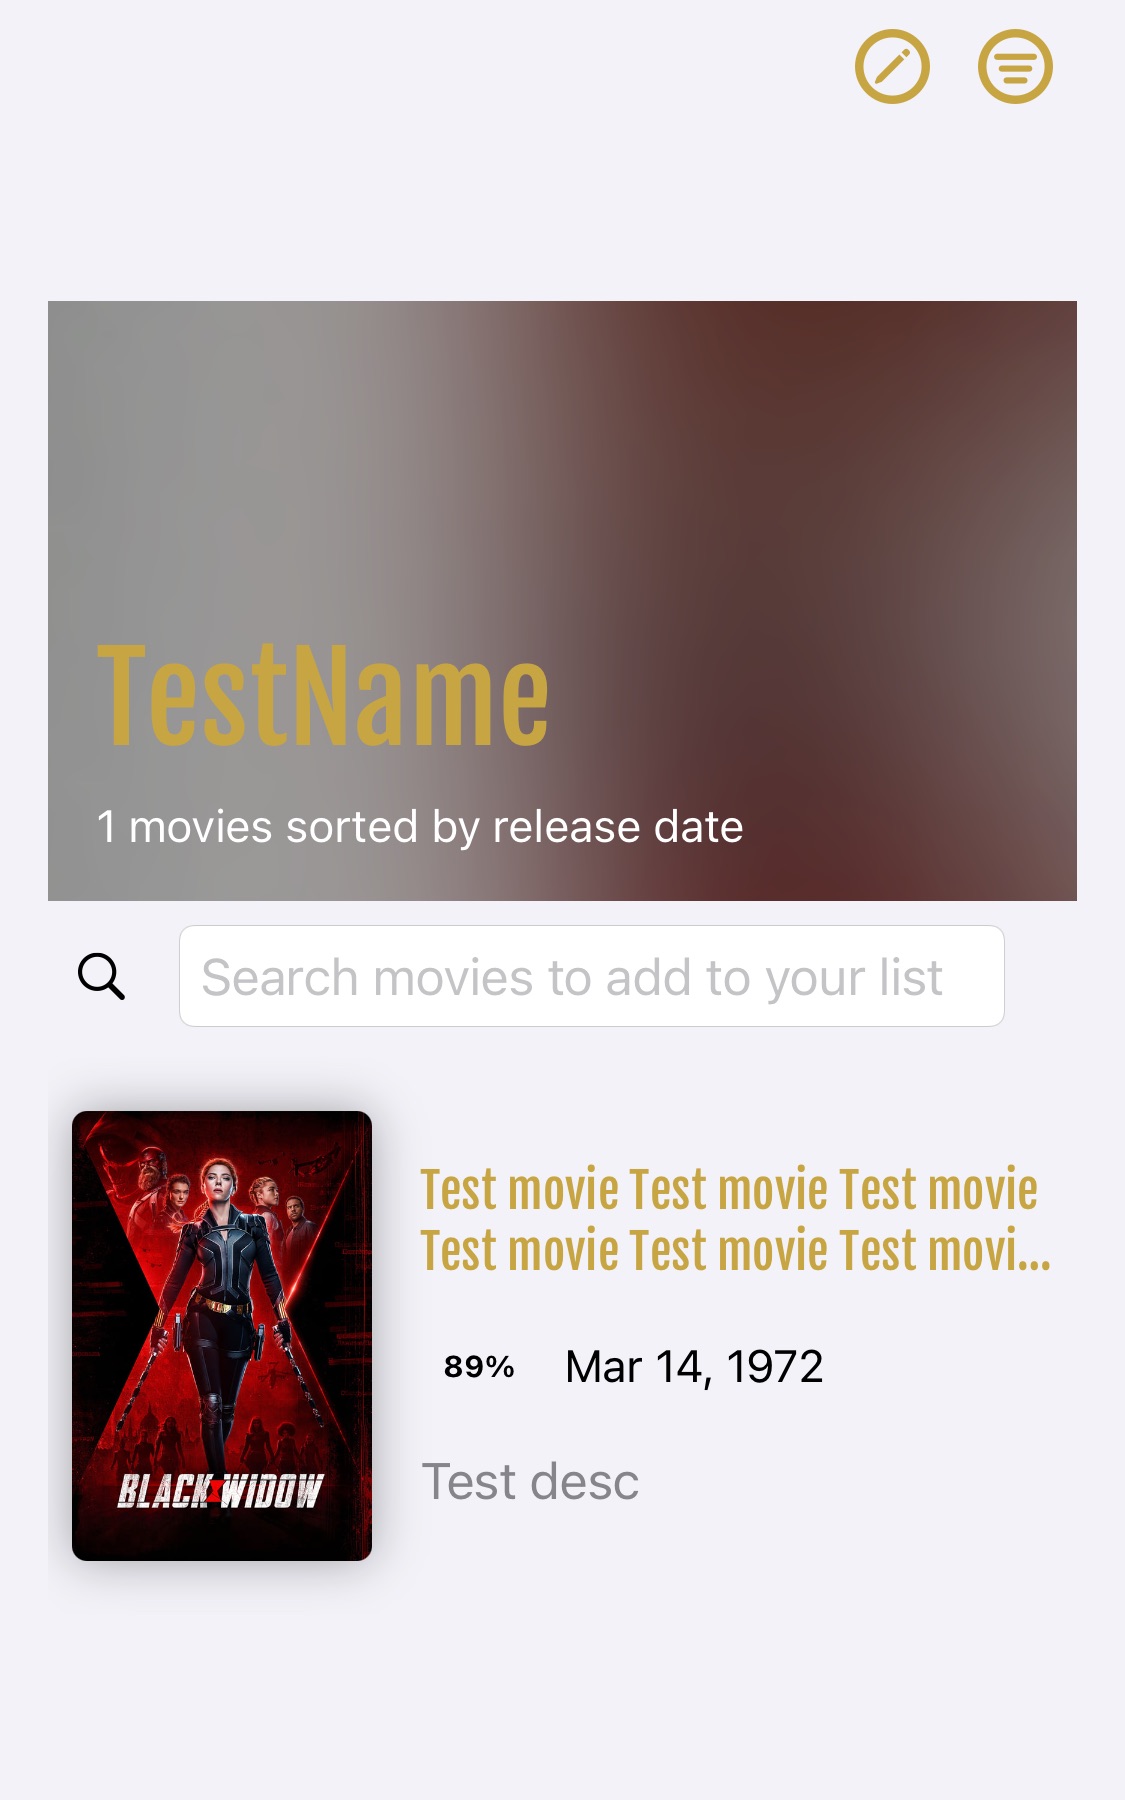 TestName
1 movies sorted by release date
Search movies to add to your list
Test movie Test movie Test movie
Test movie Test movie Test movi...
89%
Mar 14, 1972
Test desc
BLACK WIDOW